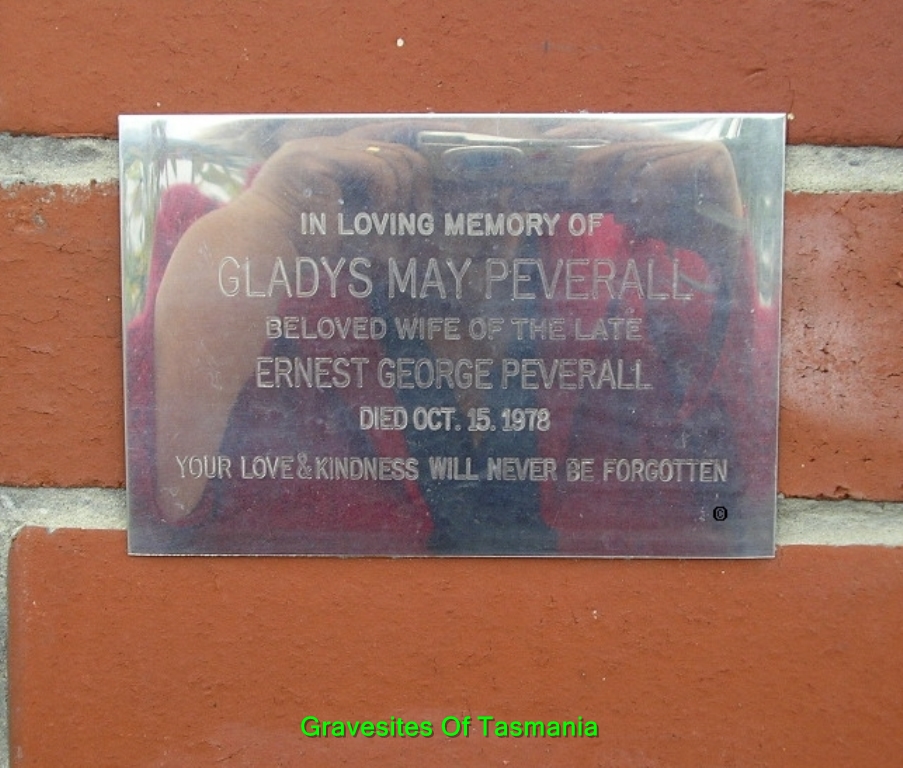 IN LOVING MEMORY OF
GLADYS MAY PEVERALL
BELOVED WIFE OF THE LATE
ERNEST GEORGE PEVERALL
DIED OCT. 15. 1978
YOUR LOVE & KINDNESS WILL NEVER BE FORGOTTEN
©
Gravesites Of Tasmania